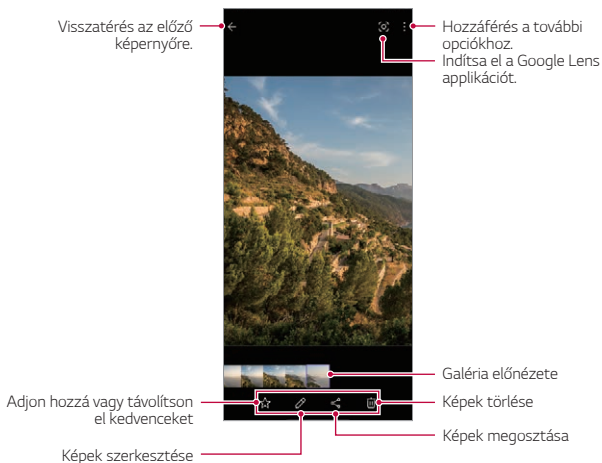 Visszatérés az előző
képernyőre.
Hozzáférés a további
opciókhoz.
Indítsa el a Google Lens
applikációt.
Galéria előnézete
Adjon hozzá vagy távolítson
el kedvenceket
Képek törlése
Képek megosztása
Képek szerkesztése